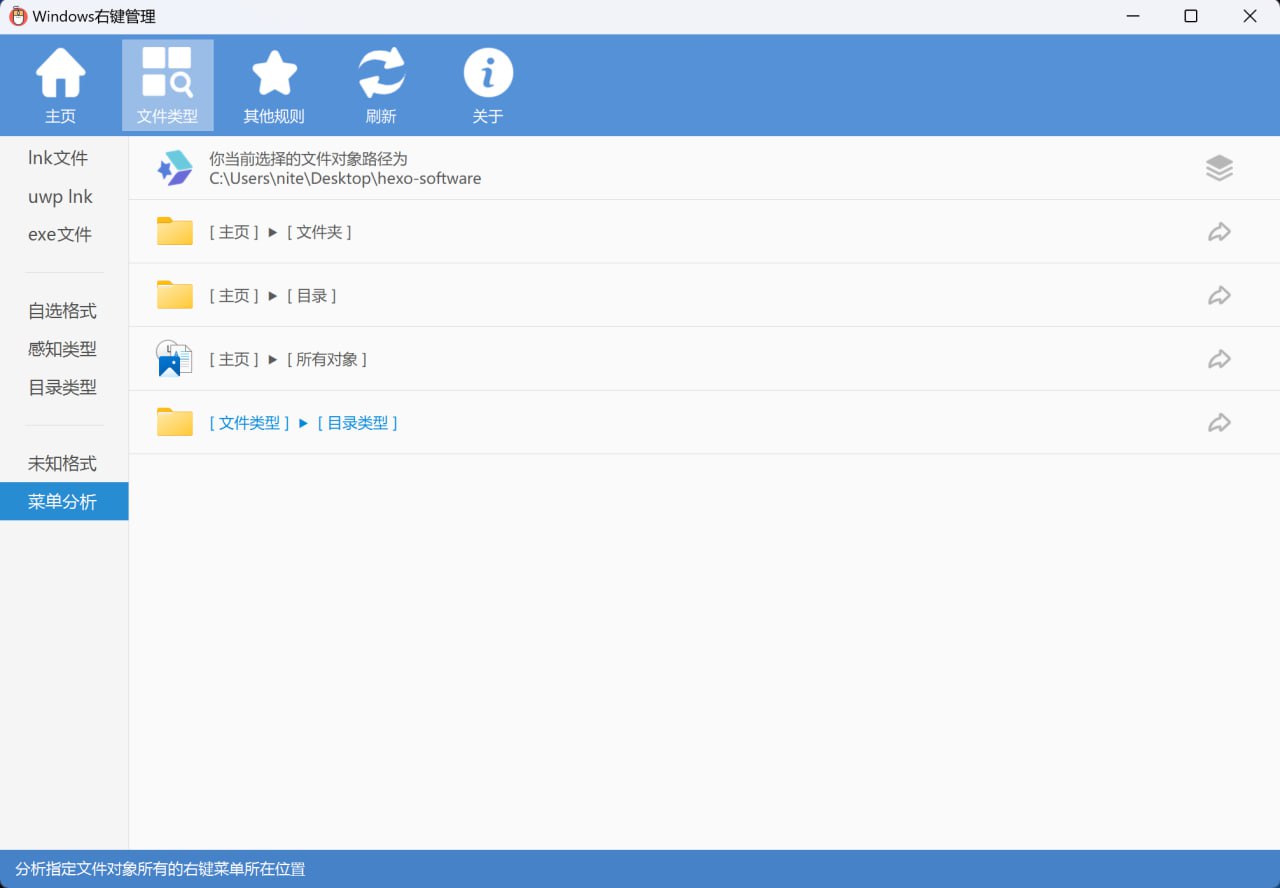 Windows右键管理
主页
文件类型
其他规则
刷新
关于
lnk文件
uwp lnk
exe文件
自选格式
感知类型
目录类型
未知格式
菜单分析
你当前选择的文件对象路径为
C:\Users\nite\Desktop\hexo-software
[ 主页 ] ▶ [ 文件夹 ]
[ 主页 ] ▶ [ 目录 ]
[ 主页 ] ▶ [ 所有对象 ]
[ 文件类型 ] ▶ [ 目录类型 ]
分析指定文件对象所有的右键菜单所在位置